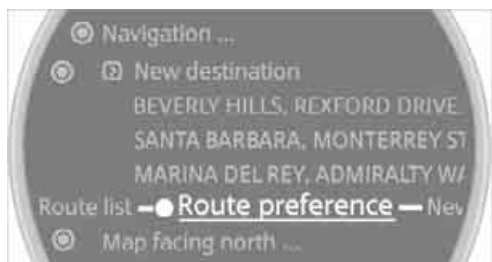 Navigation ...
New destination
BEVERLY HILLS, REXFORD DRIVE
SANTA BARBARA, MONTERREY ST
MARINA DEL REY, ADMIRALTY WA
Route list Route preference New
Map facing north ...